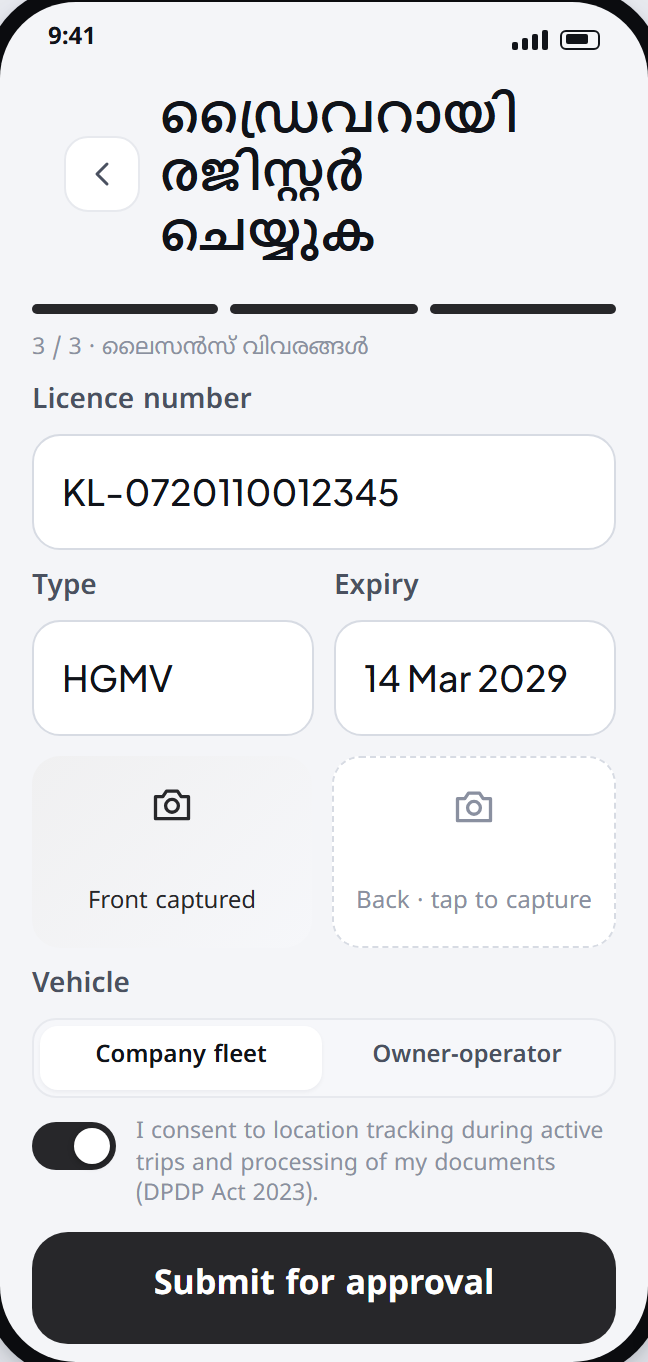 9:41
ഡ്രൈവറായി
രജിസ്റ്റർ
ചെയ്യുക
3 / 3 · ലൈസൻസ് വിവരങ്ങൾ
Licence number
KL-0720110012345
Type
Expiry
HGMV
14 Mar 2029
Front captured
Back · tap to capture
Vehicle
Company fleet
Owner-operator
I consent to location tracking during active
trips and processing of my documents
(DPDP Act 2023).
Submit for approval